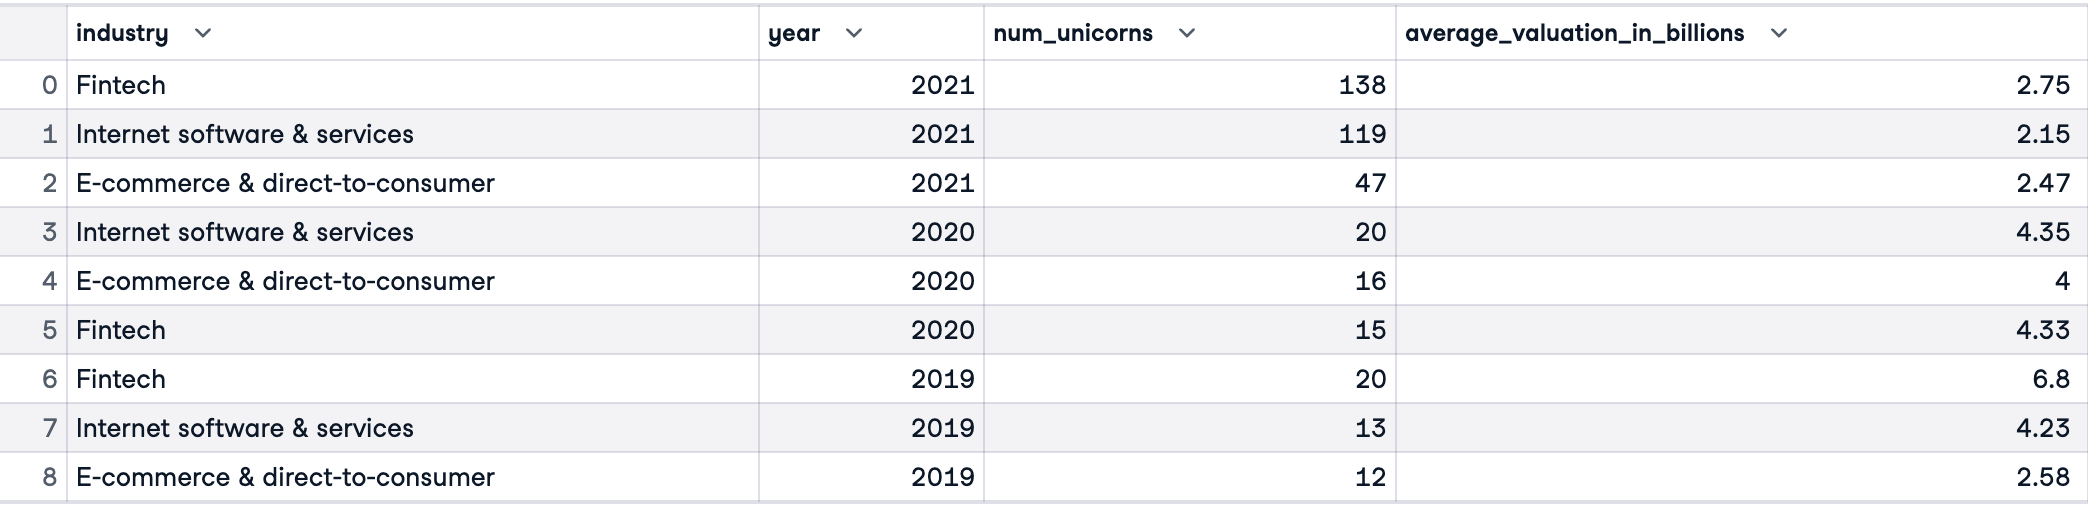 industry year num_unicorns average_valuation_in_billions
0 Fintech 2021 138 2.75
1 Internet software & services 2021 119 2.15
2 E-commerce & direct-to-consumer 2021 47 2.47
3 Internet software & services 2020 20 4.35
4 E-commerce & direct-to-consumer 2020 16 4
5 Fintech 2020 15 4.33
6 Fintech 2019 20 6.8
7 Internet software & services 2019 13 4.23
8 E-commerce & direct-to-consumer 2019 12 2.58